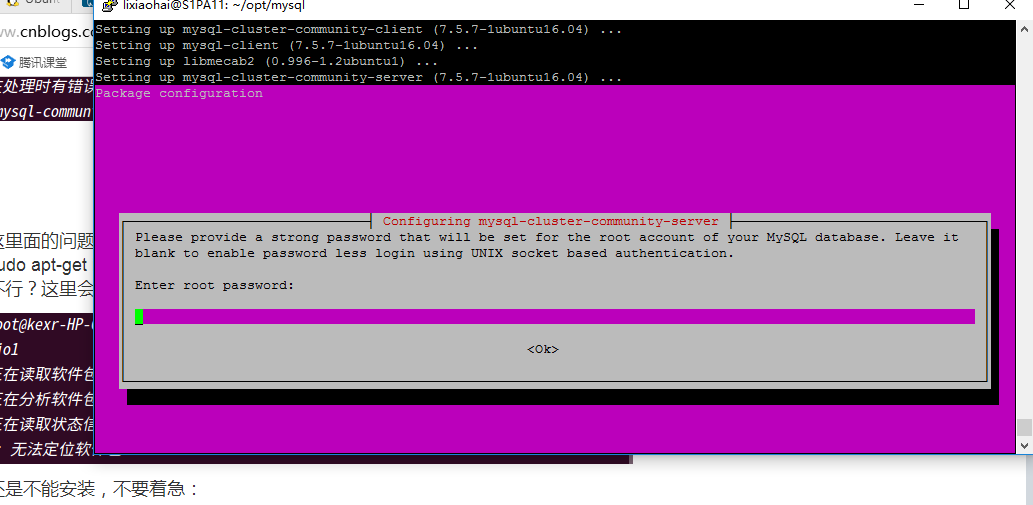 lixiaohai@S1PA11: ~/opt/mysql
Setting up mysql-cluster-community-client (7.5.7-1ubuntu16.04) ...
Setting up mysql-client (7.5.7-1ubuntu16.04) ...
Setting up libmecab2 (0.996-1.2ubuntu1) ...
Setting up mysql-cluster-community-server (7.5.7-1ubuntu16.04) ...
Package configuration
Configuring mysql-cluster-community-server
Please provide a strong password that will be set for the root account of your MySQL database. Leave it
blank to enable password less login using UNIX socket based authentication.
Enter root password:
<Ok>
www.cnblogs.co
腾讯课堂
处理时有错误
mysql-commun
这里面的问题
udo apt-get
不行？这里会
oot@kexr-HP-
io1
在读取软件包
在分析软件包
在读取状态信
无法定位软件
还是不能安装，不要着急：